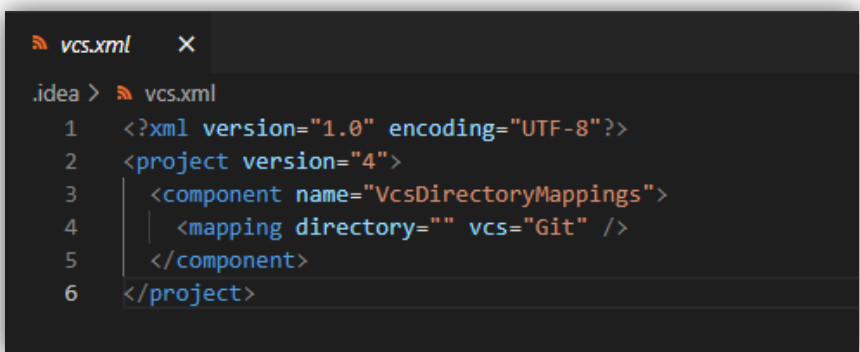 vcs.xml ×
.idea > vcs.xml
1 <?xml version="1.0" encoding="UTF-8"?>
2 <project version="4">
3 <component name="VcsDirectoryMappings">
4 <mapping directory="" vcs="Git" />
5 </component>
6 </project>